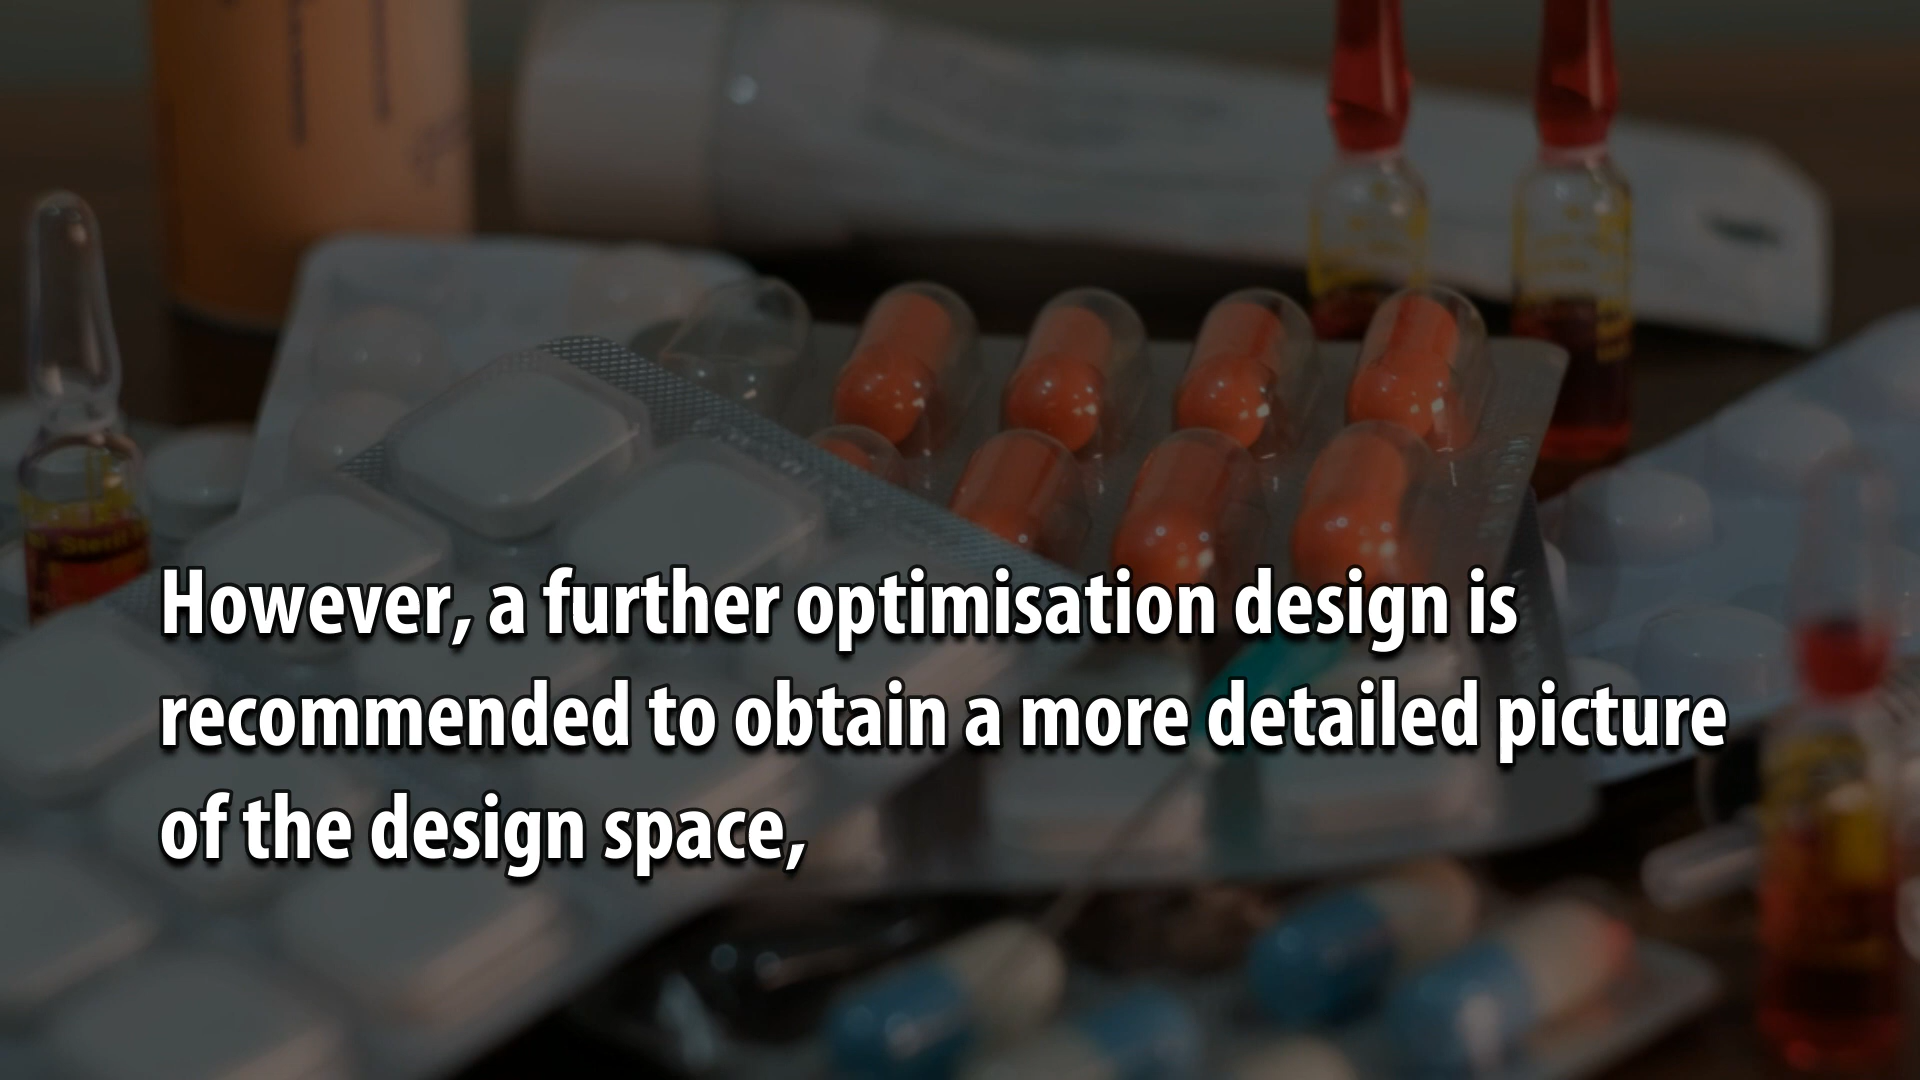 However, a further optimisation design is
recommended to obtain a more detailed picture
of the design space,